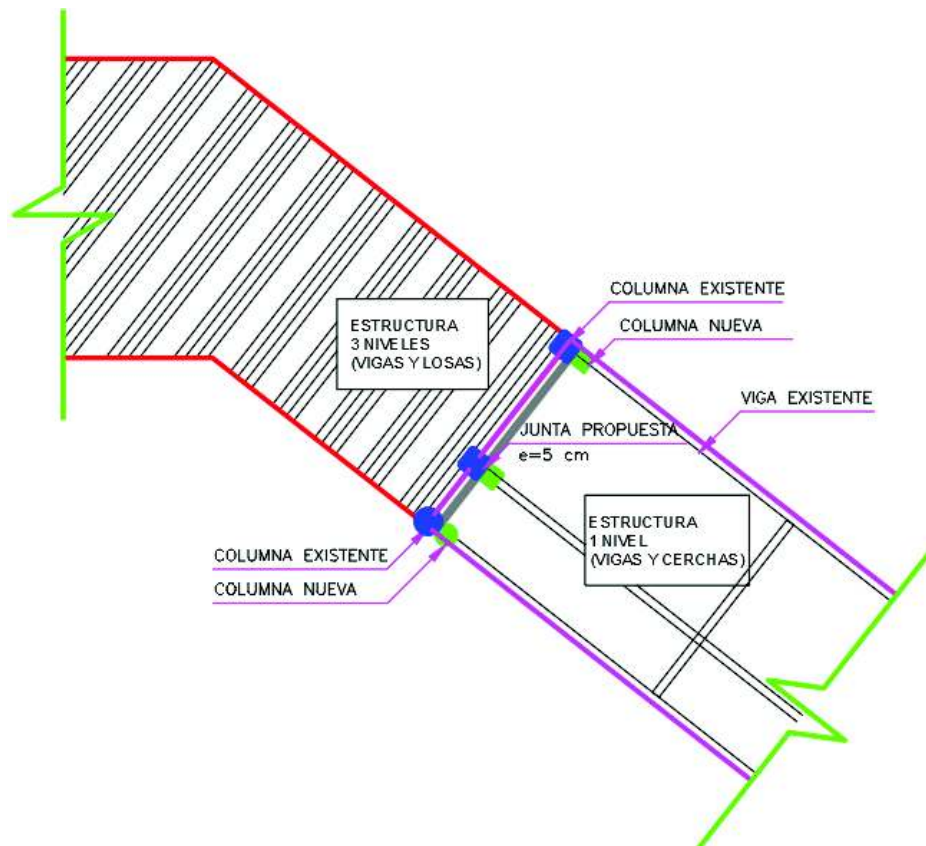 COLUMNA EXISTENTE
COLUMNA NUEVA
ESTRUCTURA
3 NIVELES
(VIGAS Y LOSAS)
VIGA EXISTENTE
JUNTA PROPUESTA
e=5 cm
ESTRUCTURA
1 NIVEL
(VIGAS Y CERCHAS)
COLUMNA EXISTENTE
COLUMNA NUEVA